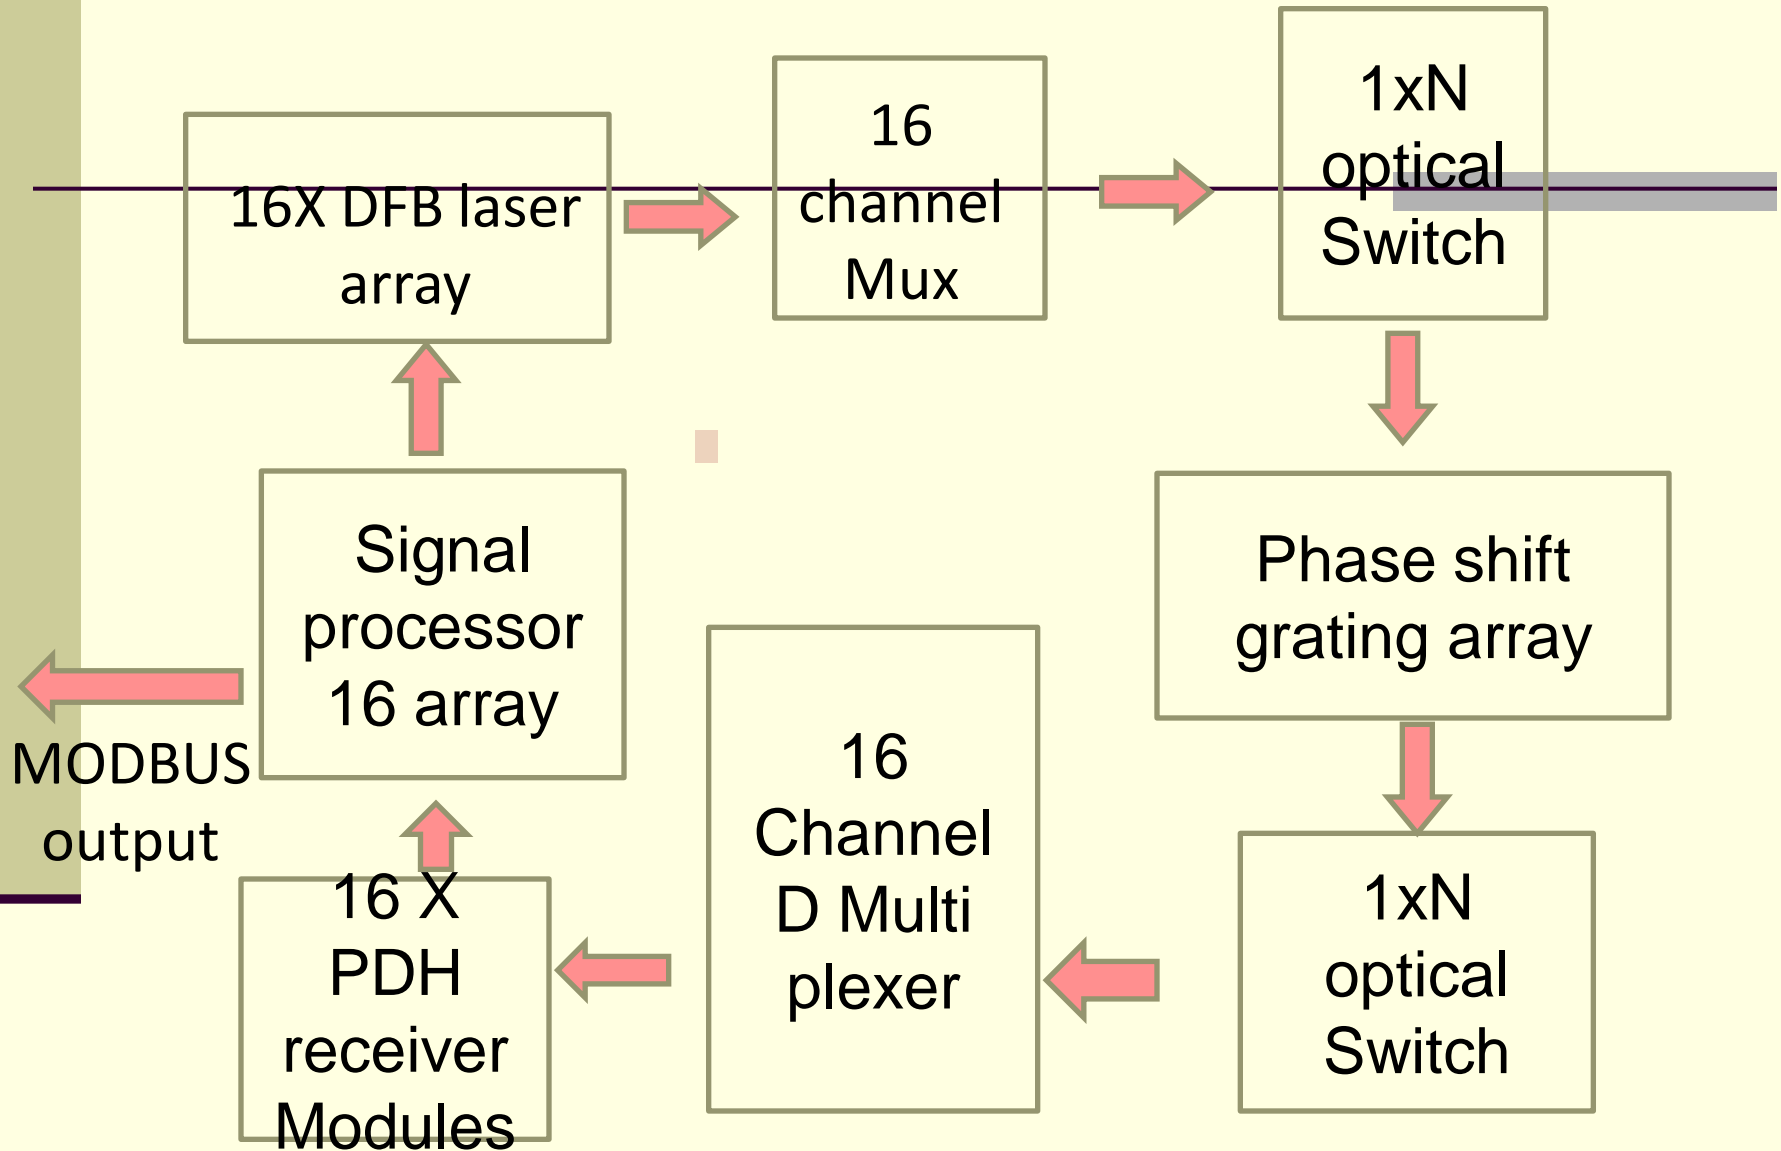 16X DFB laser
array
16
channel
Mux
1xN
optical
Switch
Signal
processor
16 array
Phase shift
grating array
MODBUS
output
16
Channel
D Multi
plexer
1xN
optical
Switch
16 X
PDH
receiver
Modules